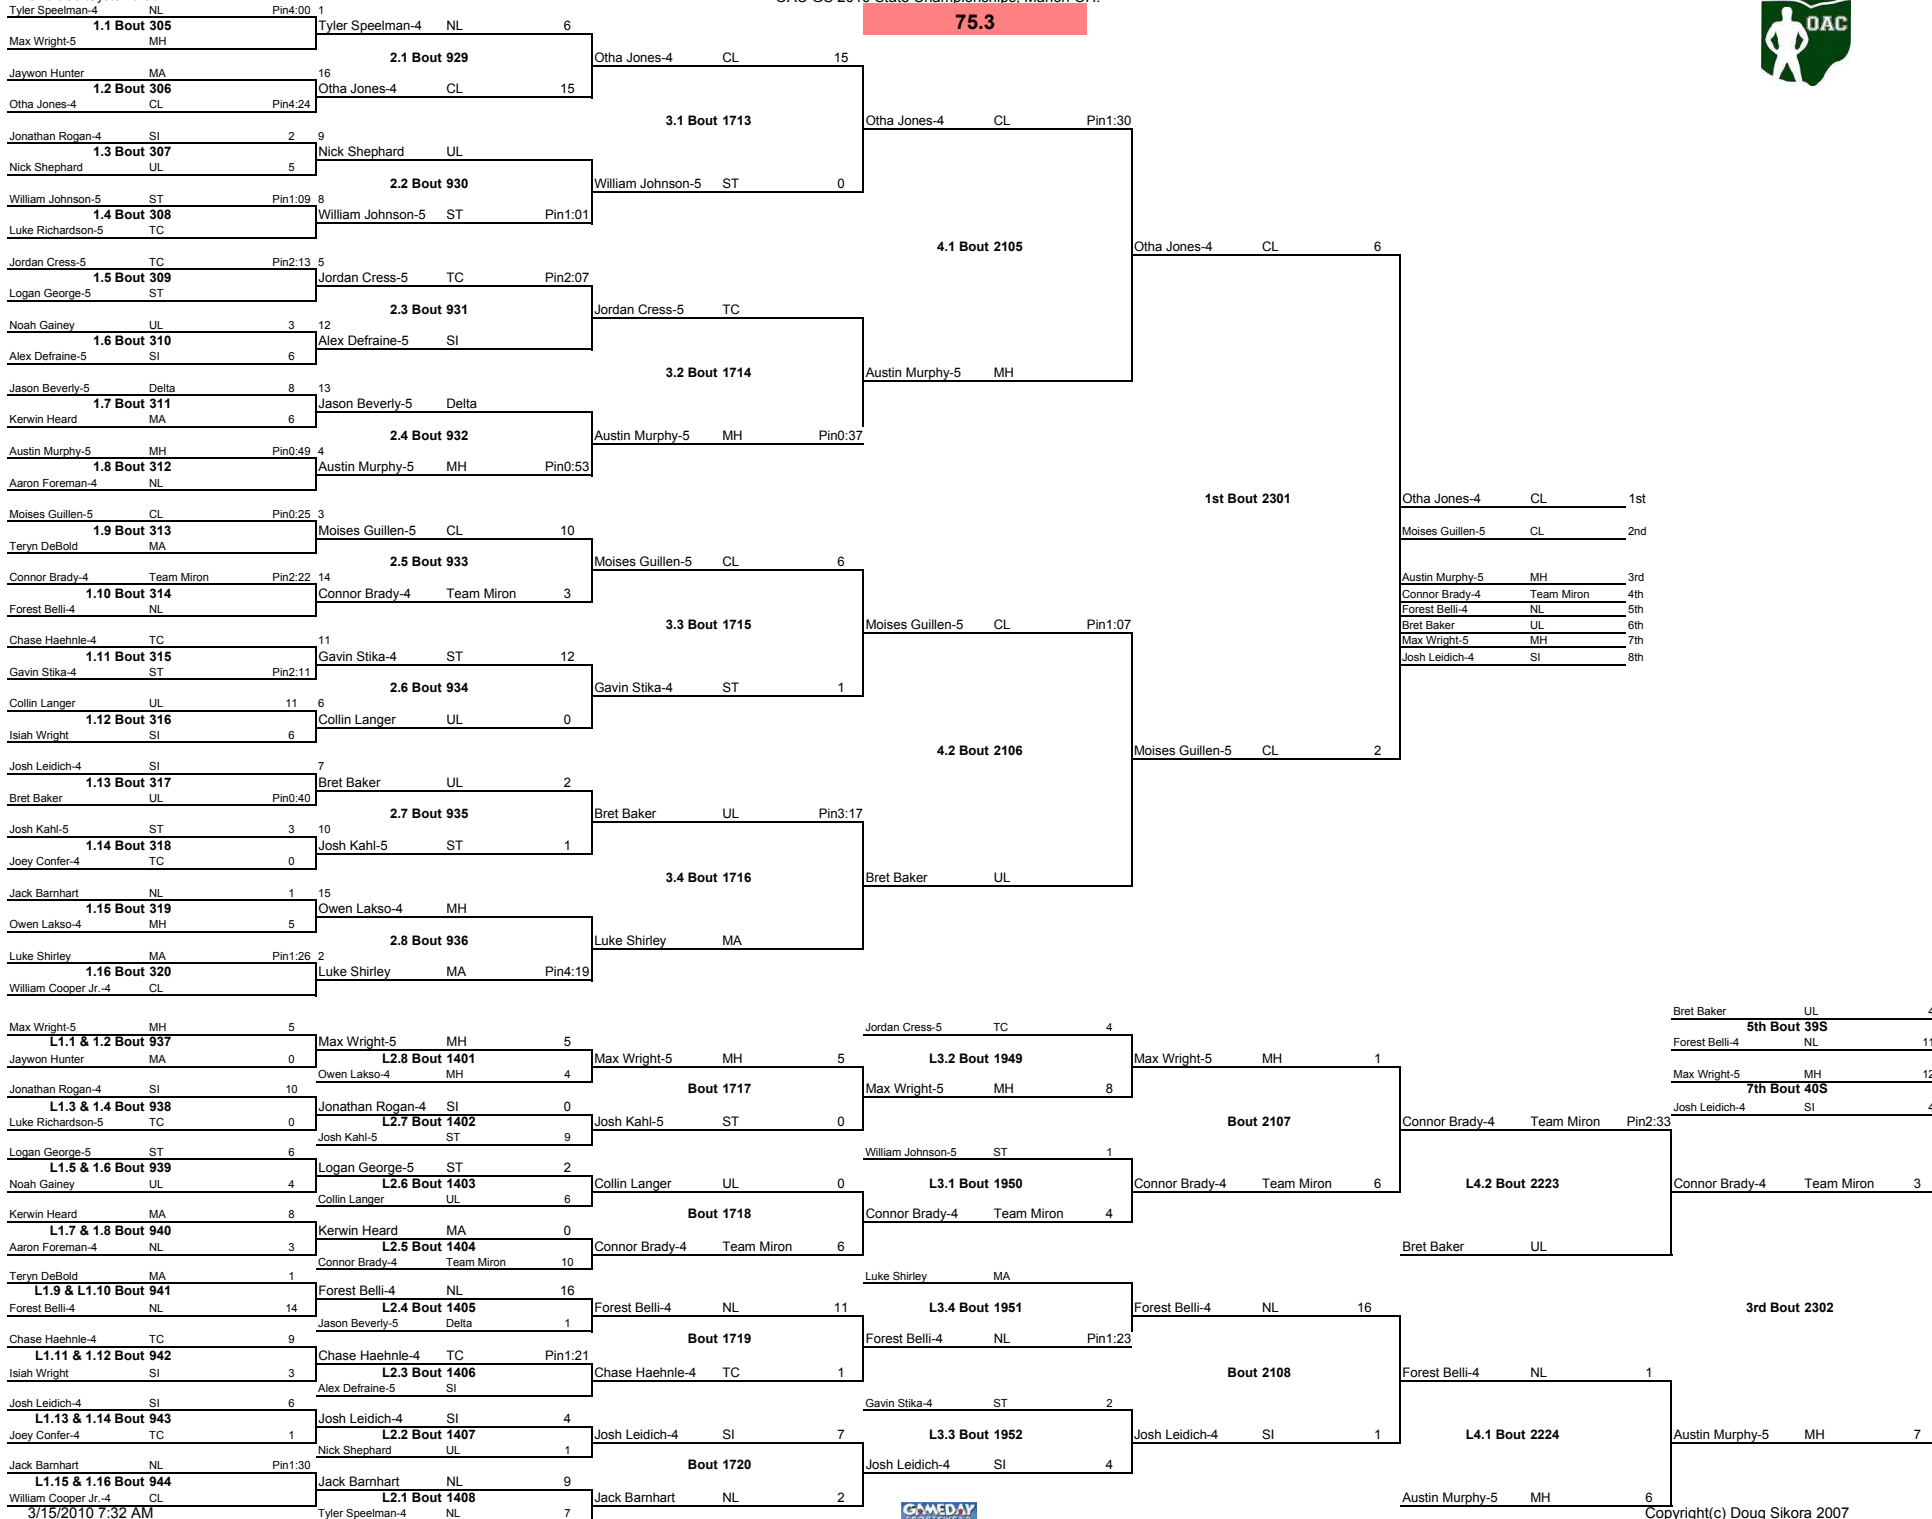 75.3
OAC
Tyler Speelman-4 NL Pin4:00 1
1.1 Bout 305
Max Wright-5 MH
Jaywon Hunter MA 16
1.2 Bout 306
Otha Jones-4 CL Pin4:24
Jonathan Rogan-4 SI 2 9
1.3 Bout 307
Nick Shephard UL 5
William Johnson-5 ST Pin1:09 8
1.4 Bout 308
Luke Richardson-5 TC
Jordan Cress-5 TC Pin2:13 5
1.5 Bout 309
Logan George-5 ST
Noah Gainey UL 3 12
1.6 Bout 310
Alex Defraine-5 SI 6
Jason Beverly-5 Delta 8 13
1.7 Bout 311
Kerwin Heard MA 6
Austin Murphy-5 MH Pin0:49 4
1.8 Bout 312
Aaron Foreman-4 NL
Moises Guillen-5 CL Pin0:25 3
1.9 Bout 313
Teryn DeBold MA
Connor Brady-4 Team Miron Pin2:22 14
1.10 Bout 314
Forest Belli-4 NL
Chase Haehnle-4 TC 11
1.11 Bout 315
Gavin Stika-4 ST Pin2:11
Collin Langer UL 11 6
1.12 Bout 316
Isiah Wright SI 6
Josh Leidich-4 SI 7
1.13 Bout 317
Bret Baker UL Pin0:40
Josh Kahl-5 ST 3 10
1.14 Bout 318
Joey Confer-4 TC 0
Jack Barnhart NL 1 15
1.15 Bout 319
Owen Lakso-4 MH 5
Luke Shirley MA Pin1:26 2
1.16 Bout 320
William Cooper Jr.-4 CL
Tyler Speelman-4 NL 6
2.1 Bout 929
Otha Jones-4 CL 15
Nick Shephard UL
2.2 Bout 930
William Johnson-5 ST Pin1:01
Jordan Cress-5 TC Pin2:07
2.3 Bout 931
Alex Defraine-5 SI
Jason Beverly-5 Delta
2.4 Bout 932
Austin Murphy-5 MH Pin0:53
Moises Guillen-5 CL 10
2.5 Bout 933
Connor Brady-4 Team Miron 3
Gavin Stika-4 ST 12
2.6 Bout 934
Collin Langer UL 0
Bret Baker UL 2
2.7 Bout 935
Josh Kahl-5 ST 1
Owen Lakso-4 MH
2.8 Bout 936
Luke Shirley MA Pin4:19
Otha Jones-4 CL 15
3.1 Bout 1713
William Johnson-5 ST 0
Jordan Cress-5 TC
3.2 Bout 1714
Austin Murphy-5 MH Pin0:37
Moises Guillen-5 CL 6
3.3 Bout 1715
Gavin Stika-4 ST 1
Bret Baker UL Pin3:17
3.4 Bout 1716
Luke Shirley MA
Otha Jones-4 CL Pin1:30
4.1 Bout 2105
Austin Murphy-5 MH
Moises Guillen-5 CL Pin1:07
4.2 Bout 2106
Bret Baker UL
Otha Jones-4 CL 6
1st Bout 2301
Moises Guillen-5 CL 2
Otha Jones-4 CL 1st
Moises Guillen-5 CL 2nd
Austin Murphy-5 MH 3rd
Connor Brady-4 Team Miron 4th
Forest Belli-4 NL 5th
Bret Baker UL 6th
Max Wright-5 MH 7th
Josh Leidich-4 SI 8th
Max Wright-5 MH 5
L1.1 & 1.2 Bout 937
Jaywon Hunter MA 0
Jonathan Rogan-4 SI 10
L1.3 & 1.4 Bout 938
Luke Richardson-5 TC 0
Logan George-5 ST 6
L1.5 & 1.6 Bout 939
Noah Gainey UL 4
Kerwin Heard MA 8
L1.7 & 1.8 Bout 940
Aaron Foreman-4 NL 3
Teryn DeBold MA 1
L1.9 & L1.10 Bout 941
Forest Belli-4 NL 14
Chase Haehnle-4 TC 9
L1.11 & 1.12 Bout 942
Isiah Wright SI 3
Josh Leidich-4 SI 6
L1.13 & 1.14 Bout 943
Joey Confer-4 TC 1
Jack Barnhart NL Pin1:30
L1.15 & 1.16 Bout 944
William Cooper Jr.-4 CL
Max Wright-5 MH 5
L2.8 Bout 1401
Owen Lakso-4 MH 4
Jonathan Rogan-4 SI 0
L2.7 Bout 1402
Josh Kahl-5 ST 9
Logan George-5 ST 2
L2.6 Bout 1403
Collin Langer UL 6
Kerwin Heard MA 0
L2.5 Bout 1404
Connor Brady-4 Team Miron 10
Forest Belli-4 NL 16
L2.4 Bout 1405
Jason Beverly-5 Delta 1
Chase Haehnle-4 TC Pin1:21
L2.3 Bout 1406
Alex Defraine-5 SI
Josh Leidich-4 SI 4
L2.2 Bout 1407
Nick Shephard UL 1
Jack Barnhart NL 9
L2.1 Bout 1408
Tyler Speelman-4 NL 7
Max Wright-5 MH 5
Bout 1717
Josh Kahl-5 ST 0
Collin Langer UL 0
Bout 1718
Connor Brady-4 Team Miron 6
Forest Belli-4 NL 11
Bout 1719
Chase Haehnle-4 TC 1
Josh Leidich-4 SI 7
Bout 1720
Jack Barnhart NL 2
Jordan Cress-5 TC 4
L3.2 Bout 1949
Max Wright-5 MH 8
William Johnson-5 ST 1
L3.1 Bout 1950
Connor Brady-4 Team Miron 4
Luke Shirley MA
L3.4 Bout 1951
Forest Belli-4 NL Pin1:23
Gavin Stika-4 ST 2
L3.3 Bout 1952
Josh Leidich-4 SI 4
Max Wright-5 MH 1
Bout 2107
Connor Brady-4 Team Miron 6
Forest Belli-4 NL 16
Bout 2108
Josh Leidich-4 SI 1
Connor Brady-4 Team Miron Pin2:33
L4.2 Bout 2223
Bret Baker UL
Forest Belli-4 NL 1
L4.1 Bout 2224
Austin Murphy-5 MH 6
Bret Baker UL 4
5th Bout 39S
Forest Belli-4 NL 11
Max Wright-5 MH 12
7th Bout 40S
Josh Leidich-4 SI 4
Connor Brady-4 Team Miron 3
3rd Bout 2302
Austin Murphy-5 MH 7
3/15/2010 7:32 AM
GAMEDAY
Copyright(c) Doug Sikora 2007